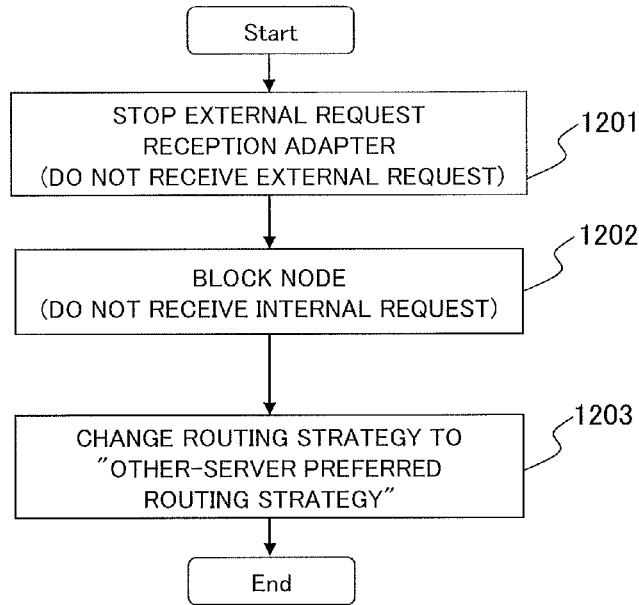 Start
STOP EXTERNAL REQUEST
RECEPTION ADAPTER
(DO NOT RECEIVE EXTERNAL REQUEST)
1201
1202
BLOCK NODE
(DO NOT RECEIVE INTERNAL REQUEST)
1203
CHANGE ROUTING STRATEGY TO
"OTHER-SERVER PREFERRED
ROUTING STRATEGY"
End